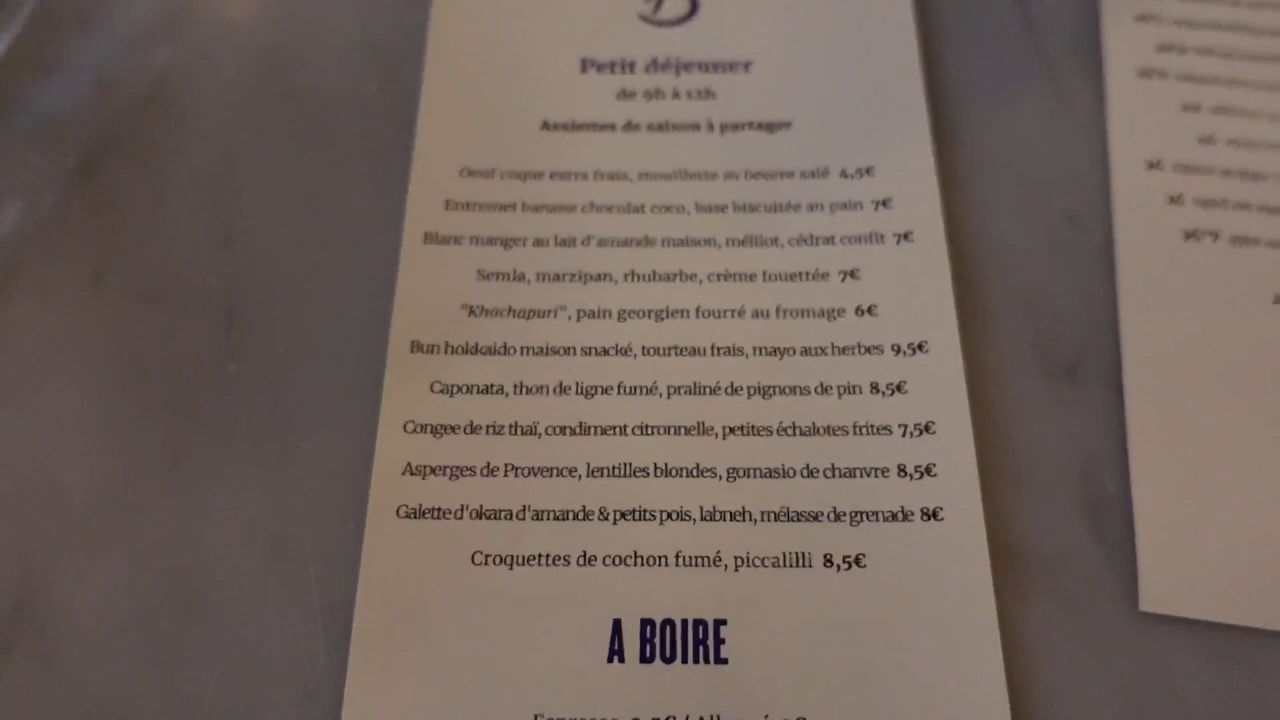 Petit déjeuner
de 9h à 12h
Assiettes de saison à partager
Oeuf coque extra frais, mouillette au beurre salé 4,5€
Entremet banane chocolat coco, base biscuitée au pain 7€
Blanc manger au lait d'amande maison, mélilot, cédrat confit 7€
Semla, marzipan, rhubarbe, crème fouettée 7€
"Khochapuri", pain georgien fourré au fromage 6€
Bun hokkaido maison snacké, tourteau frais, mayo aux herbes 9,5€
Caponata, thon de ligne fumé, praliné de pignons de pin 8,5€
Congee de riz thaï, condiment citronnelle, petites échalotes frites 7,5€
Asperges de Provence, lentilles blondes, gomasio de chanvre 8,5€
Galette d'okara d'amande & petits pois, labneh, mélasse de grenade 8€
Croquettes de cochon fumé, piccalilli 8,5€
A BOIRE